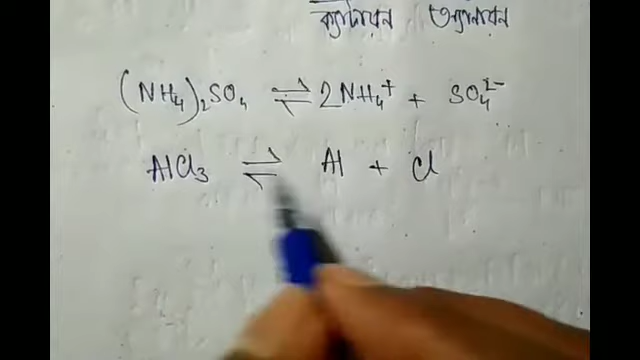 ক্যাটায়ন অ্যানায়ন
(NH₄)₂SO₄ ⇌ 2NH₄⁺ + SO₄²⁻
AlCl₃ ⇌ Al + Cl